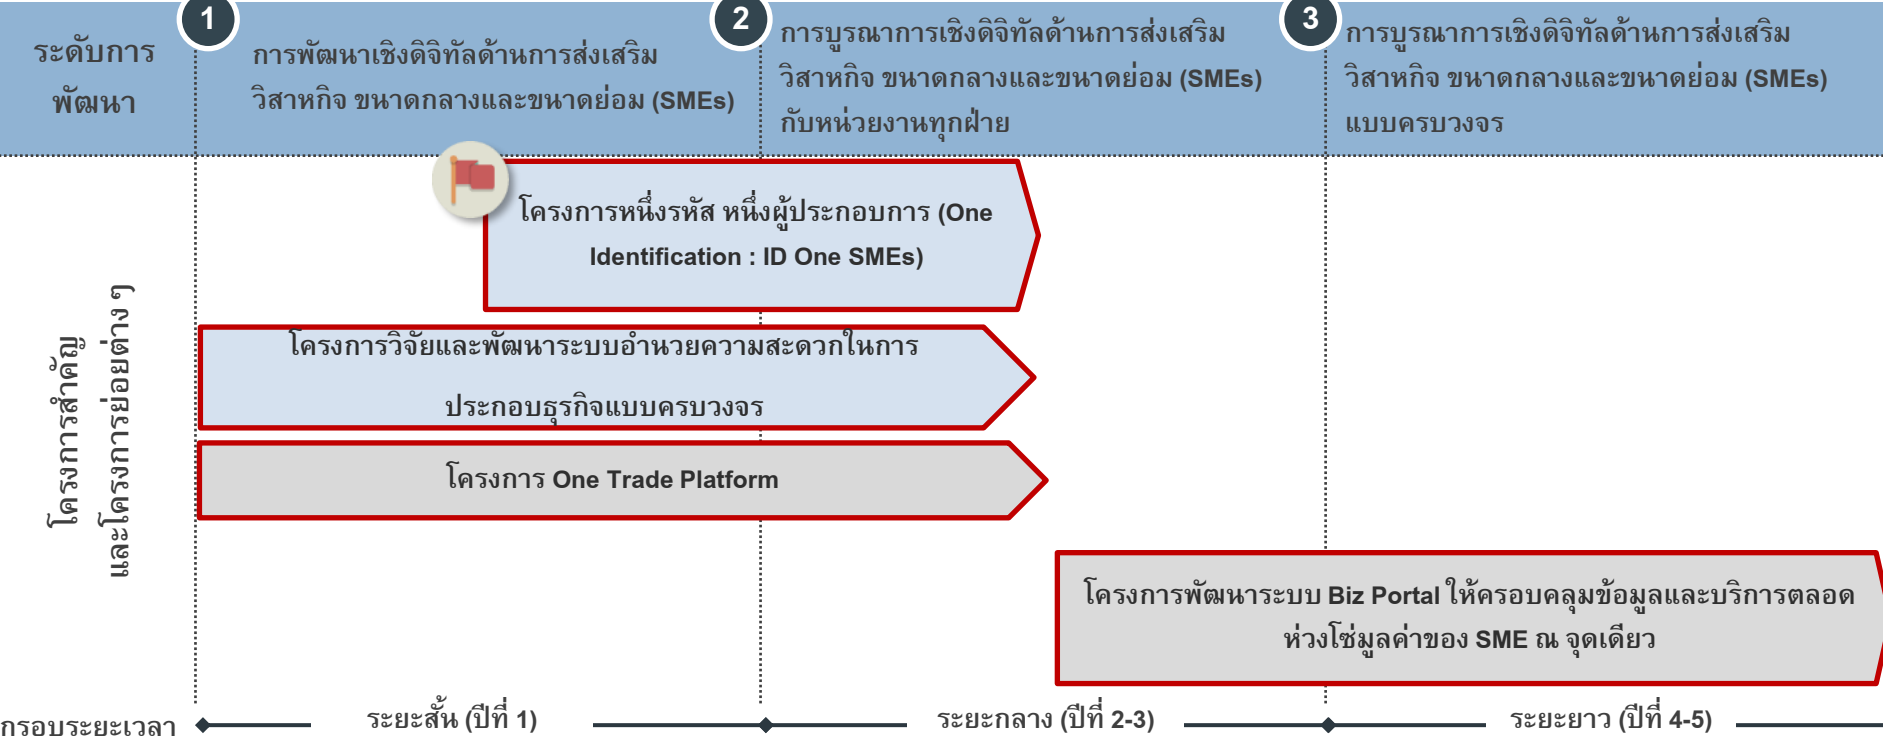 ระดับการ
พัฒนา
1
การพัฒนาเชิงดิจิทัลด้านการส่งเสริม
วิสาหกิจ ขนาดกลางและขนาดย่อม (SMEs)
2
การบูรณาการเชิงดิจิทัลด้านการส่งเสริม
วิสาหกิจ ขนาดกลางและขนาดย่อม (SMEs)
กับหน่วยงานทุกฝ่าย
3
การบูรณาการเชิงดิจิทัลด้านการส่งเสริม
วิสาหกิจ ขนาดกลางและขนาดย่อม (SMEs)
แบบครบวงจร
โครงการสำคัญ
และโครงการย่อยต่าง ๆ
โครงการหนึ่งรหัส หนึ่งผู้ประกอบการ (One
Identification : ID One SMEs)
โครงการวิจัยและพัฒนาระบบอำนวยความสะดวกในการ
ประกอบธุรกิจแบบครบวงจร
โครงการ One Trade Platform
โครงการพัฒนาระบบ Biz Portal ให้ครอบคลุมข้อมูลและบริการตลอด
ห่วงโซ่มูลค่าของ SME ณ จุดเดียว
กรอบระยะเวลา
ระยะสั้น (ปีที่ 1)
ระยะกลาง (ปีที่ 2-3)
ระยะยาว (ปีที่ 4-5)